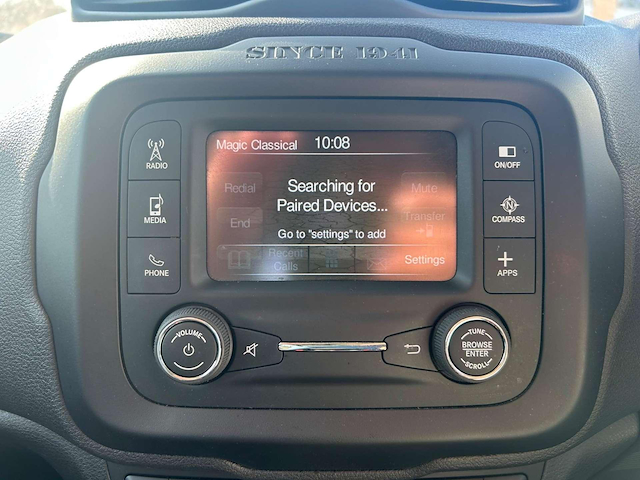 SINCE 1941
Magic Classical 10:08
RADIO
MEDIA
PHONE
Redial
End
Searching for
Paired Devices...
Go to "settings" to add
Mute
Transfer
Recent
Calls
Settings
ON/OFF
N
COMPASS
APPS
VOLUME
TUNE
BROWSE
ENTER
SCROLL